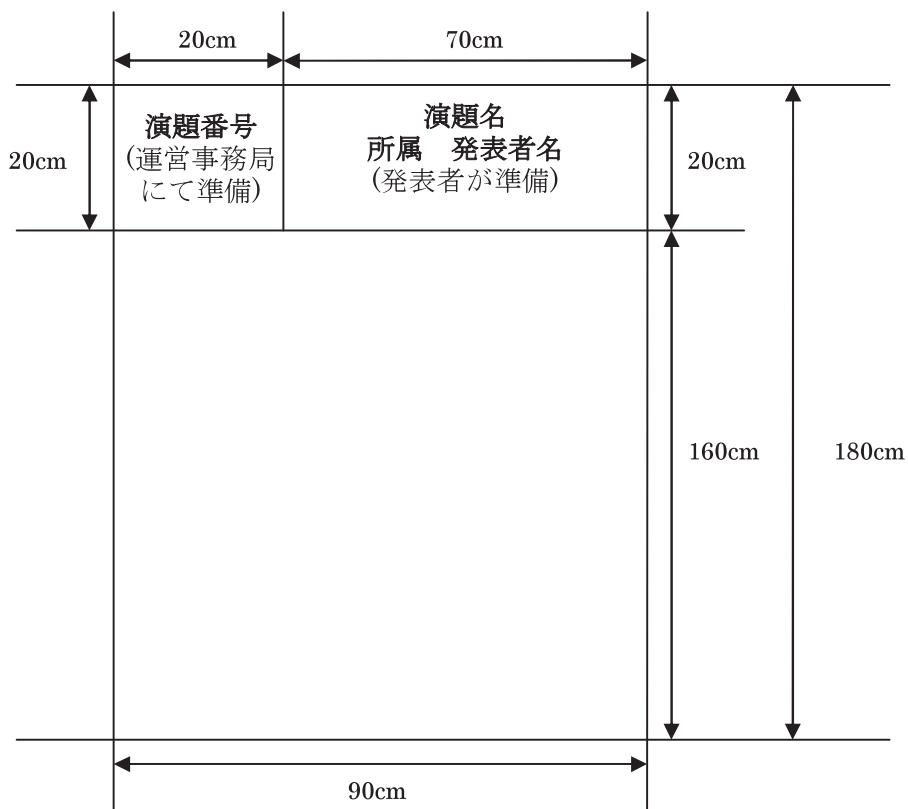 20cm
70cm
20cm
演題番号
(運営事務局
にて準備)
演題名
所属　発表者名
(発表者が準備)
20cm
160cm
180cm
90cm